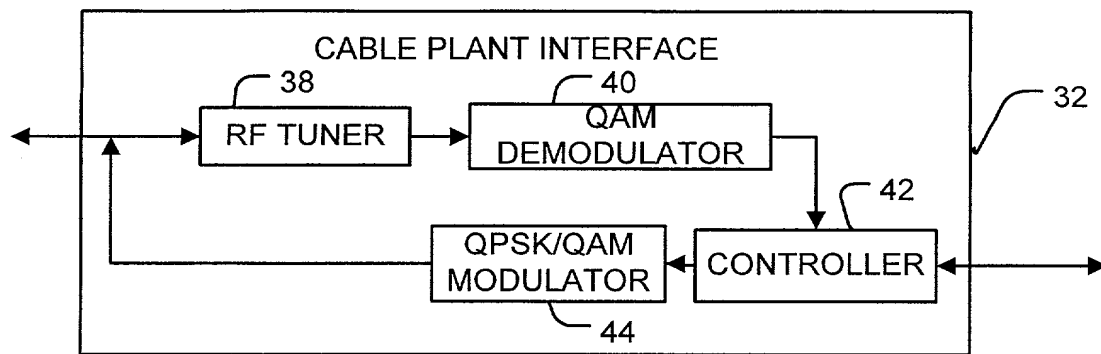 CABLE PLANT INTERFACE
38
40
32
RF TUNER
QAM
DEMODULATOR
42
QPSK/QAM
MODULATOR
CONTROLLER
44